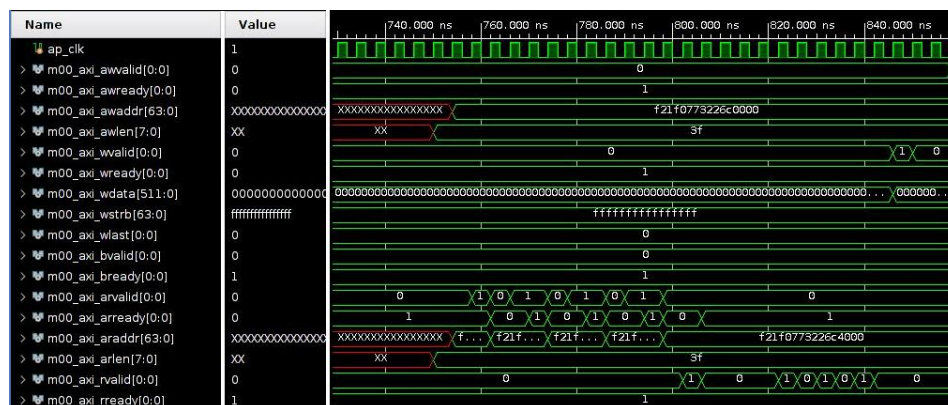 Name Value 740.000 ns 760.000 ns 780.000 ns 800.000 ns 820.000 ns 840.000 ns
ap_clk 1
m00_axi_awvalid[0:0] 0 0
m00_axi_awready[0:0] 0 1
m00_axi_awaddr[63:0] XXXXXXXXXXXXXX XXXXXXXXXXXXXXXX f21f0773226c0000
m00_axi_awlen[7:0] XX XX 3f
m00_axi_wvalid[0:0] 0 0 1 0
m00_axi_wready[0:0] 0 1
m00_axi_wdata[511:0] 00000000000000 000000...
m00_axi_wstrb[63:0] ffffffffffffffff ffffffffffffffff
m00_axi_wlast[0:0] 0 0
m00_axi_bvalid[0:0] 0 0
m00_axi_bready[0:0] 1 1
m00_axi_arvalid[0:0] 0 0 1 0 1 0 1 0 1 0
m00_axi_arready[0:0] 0 1 0 1 0 1 0 1 0 1
m00_axi_araddr[63:0] XXXXXXXXXXXXXX XXXXXXXXXXXXXXXX f... f21f... f21f... f21f... f21f0773226c4000
m00_axi_arlen[7:0] XX XX 3f
m00_axi_rvalid[0:0] 0 0 1 0 1 0 1 0 1 0
m00_axi_rready[0:0] 1 1